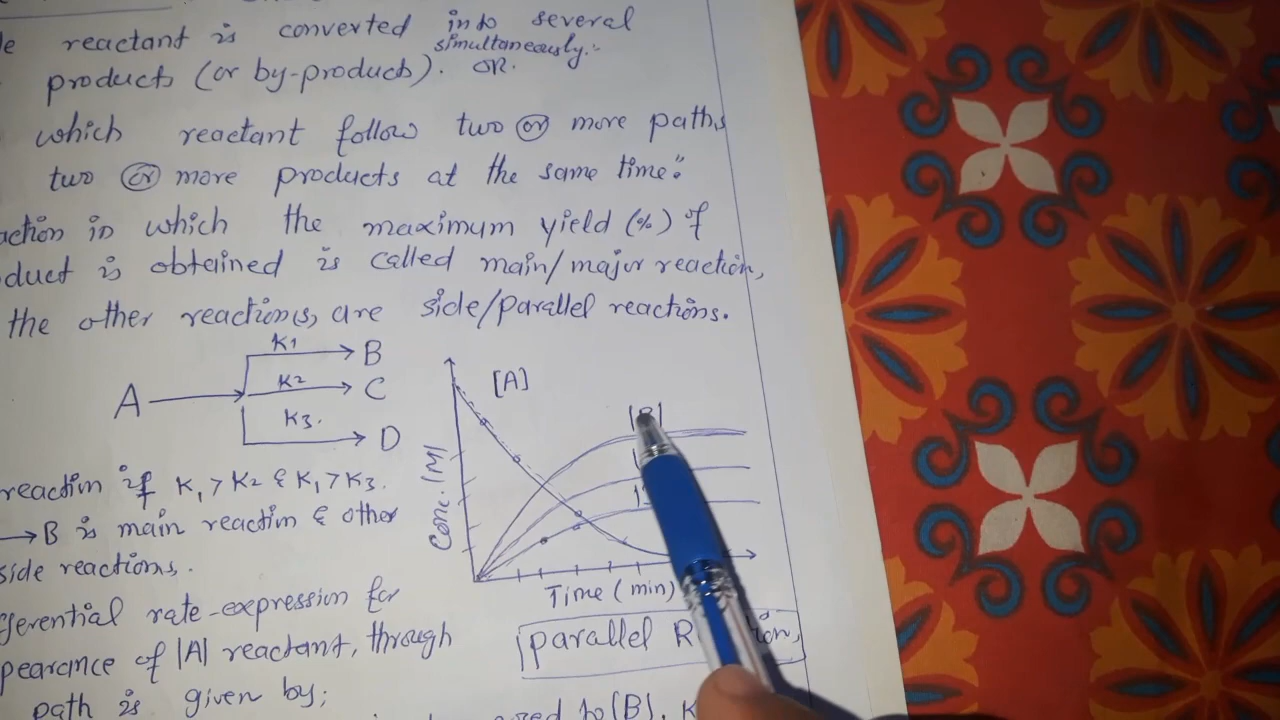 reactant is converted into several
simultaneously.
products (or by-products). OR.
which reactant follow two or more paths
two or more products at the same time."
action in which the maximum yield (%) of
duct is obtained is called main/major reaction,
the other reaction(s) are side/parallel reactions.
K1 B
A K2 C
K3. D
[A]
|B|
Conc. |M|
Time (min)
reaction if K1 > K2 & K1 > K3.
→ B is main reaction & other
side reactions.
fferential rate-expression for
pearance of |A| reactant, through
path is given by;
parallel
to [B], K